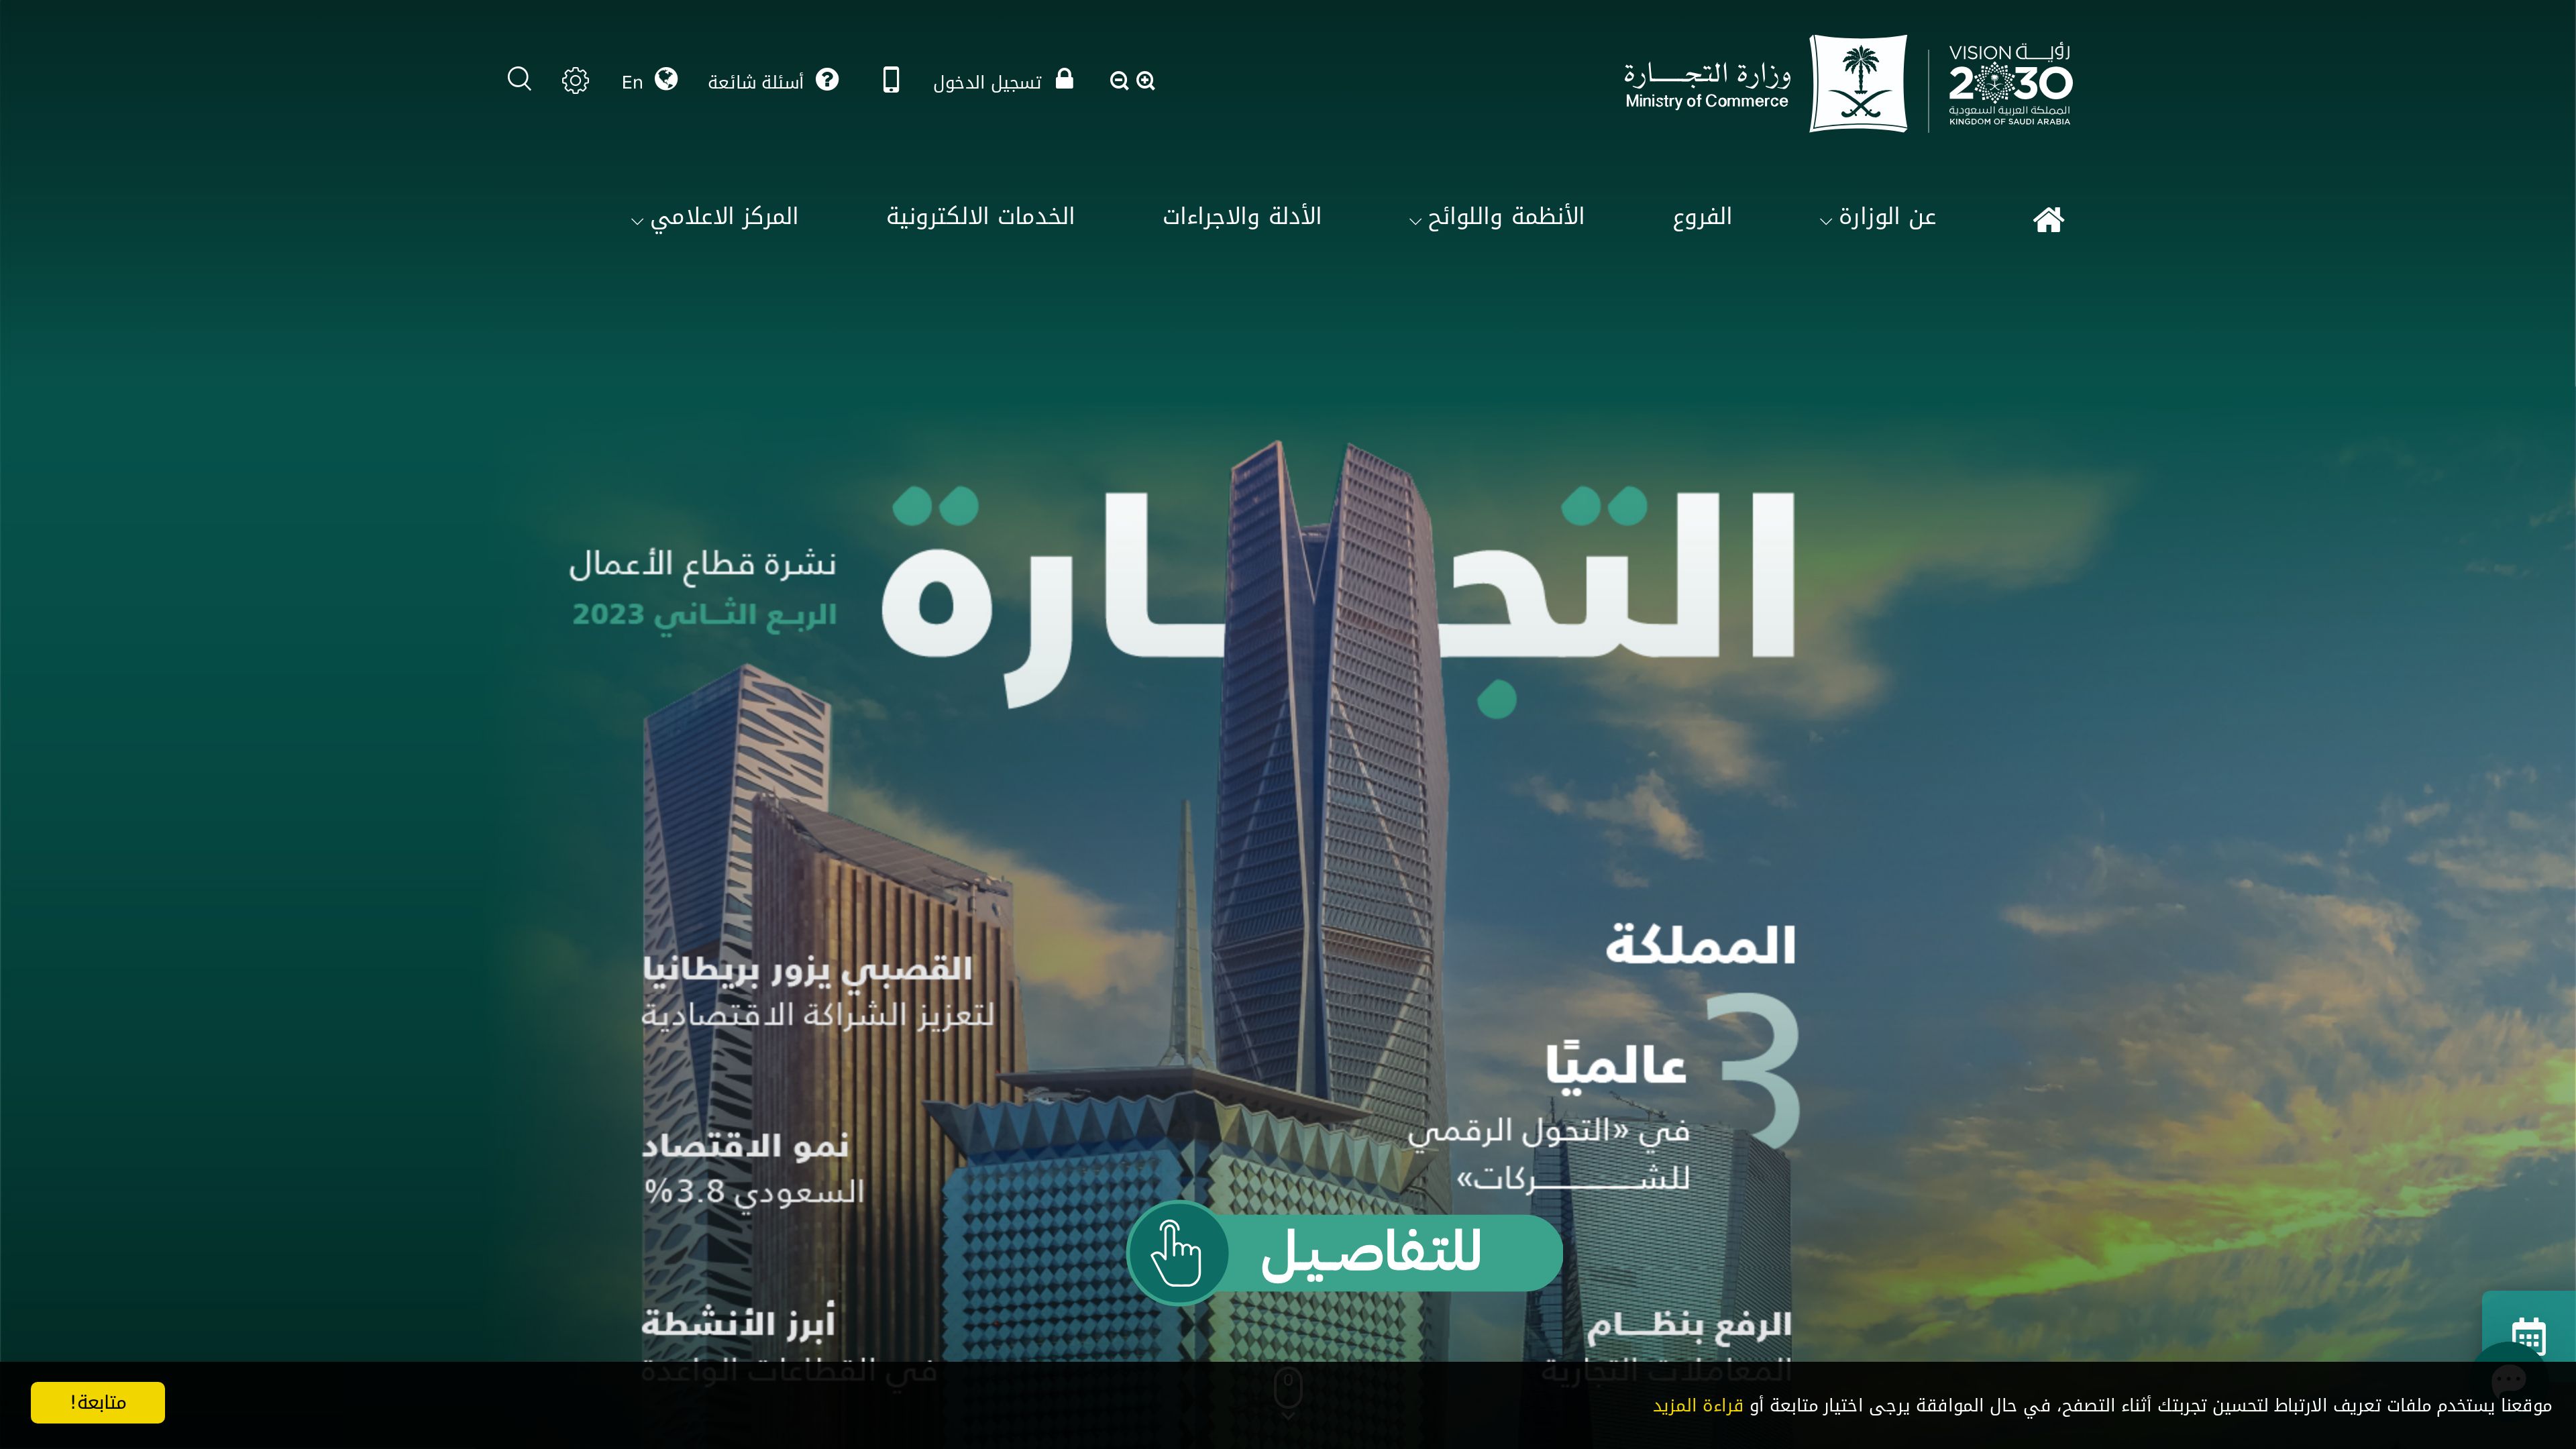 رؤيـــة VISION
2030
المملكة العربية السعودية
KINGDOM OF SAUDI ARABIA
وزارة التجـــارة
Ministry of Commerce
تسجيل الدخول
أسئلة شائعة
En
عن الوزارة
الفروع
الأنظمة واللوائح
الأدلة والاجراءات
الخدمات الالكترونية
المركز الاعلامي
التجـارة
نشرة قطاع الأعمال
الربـع الثـاني 2023
المملكة
3
عالميًا
في «التحول الرقمي
للشــــــركات»
القصبي يزور بريطانيا
لتعزيز الشراكة الاقتصادية
نمو الاقتصاد
السعودي 3.8%
للتفاصيل
الرفع بنظـــام
المعاملات التجارية
أبرز الأنشطة
في القطاعات الواعدة
موقعنا يستخدم ملفات تعريف الارتباط لتحسين تجربتك أثناء التصفح، في حال الموافقة يرجى اختيار متابعة أو قراءة المزيد
متابعة!